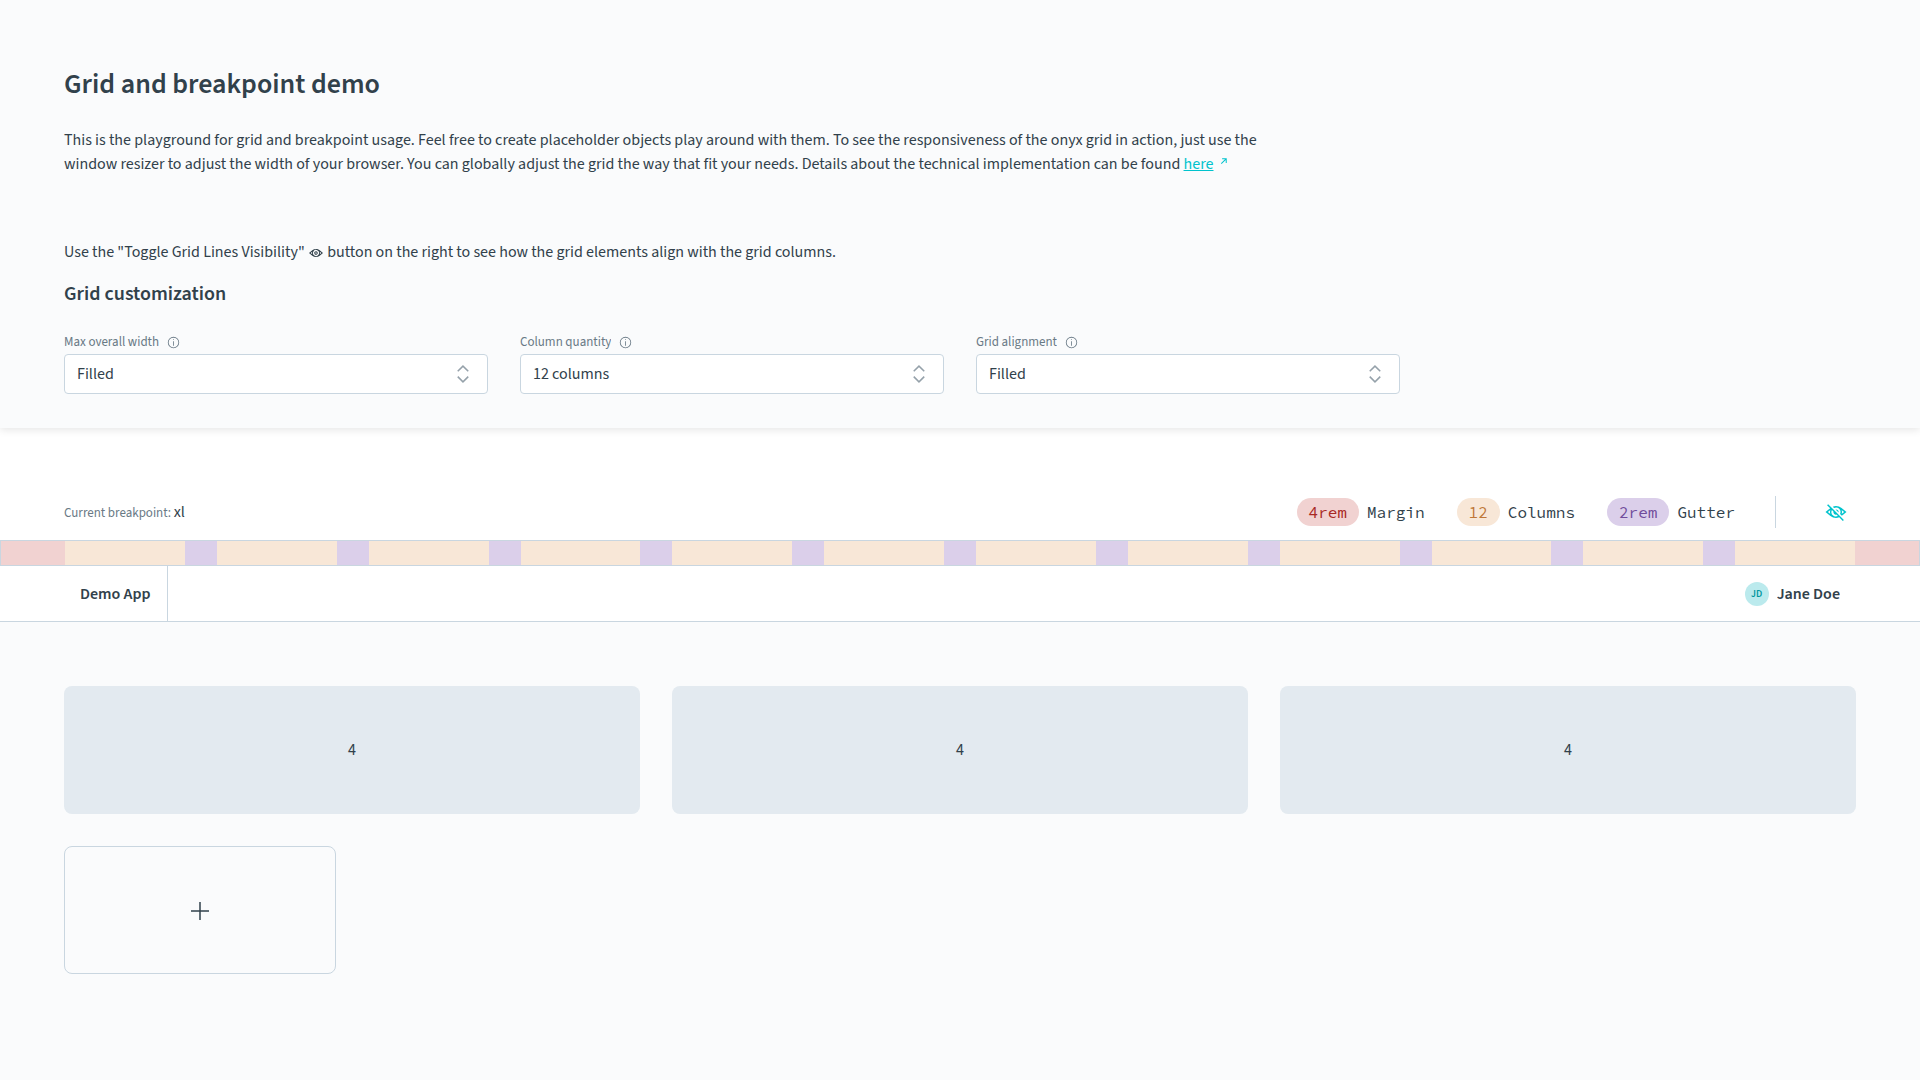 Grid and breakpoint demo
This is the playground for grid and breakpoint usage. Feel free to create placeholder objects play around with them. To see the responsiveness of the onyx grid in action, just use the
window resizer to adjust the width of your browser. You can globally adjust the grid the way that fit your needs. Details about the technical implementation can be found here
Use the "Toggle Grid Lines Visibility" button on the right to see how the grid elements align with the grid columns.
Grid customization
Max overall width Column quantity Grid alignment
Filled 12 columns Filled
Current breakpoint: xl 4rem Margin 12 Columns 2rem Gutter
Demo App JD Jane Doe
4 4 4